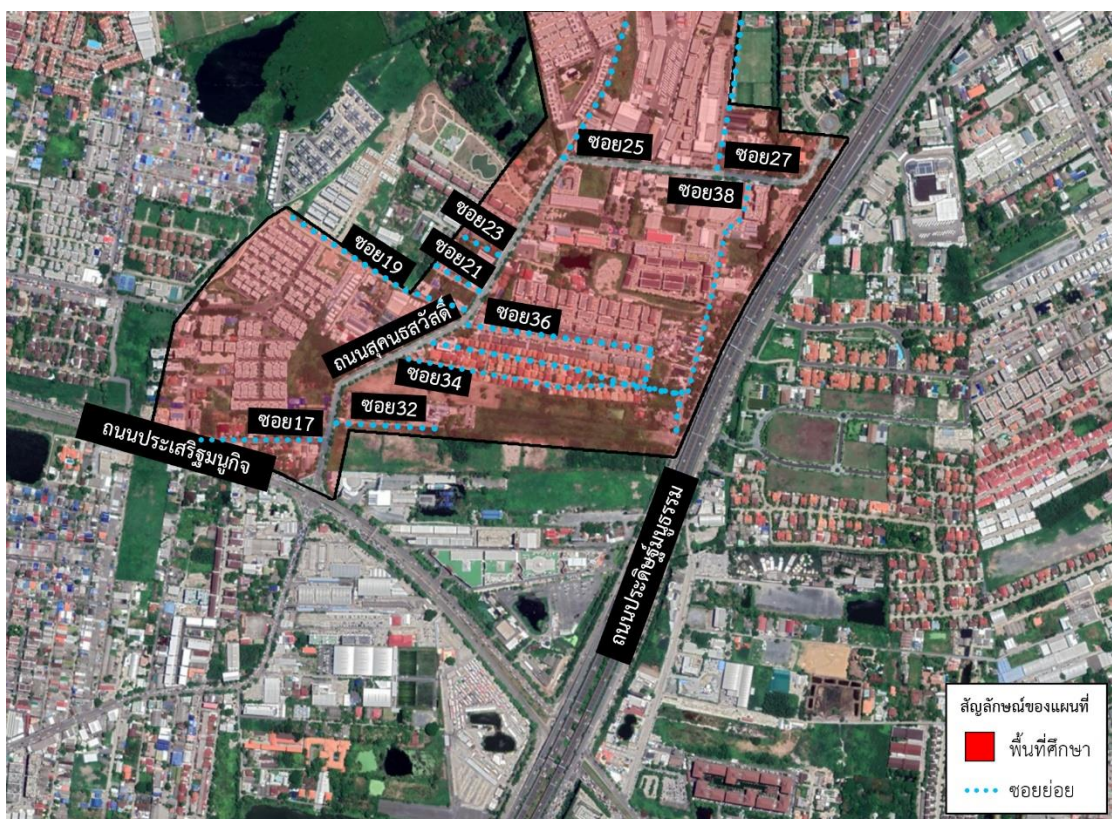 ซอย25
ซอย27
ซอย38
ซอย23
ซอย19
ซอย21
ถนนสุคนธสวัสดิ์
ซอย36
ซอย34
ซอย32
ซอย17
ถนนประเสริฐมนูกิจ
ถนนประดิษฐ์มนูธรรม
สัญลักษณ์ของแผนที่
พื้นที่ศึกษา
ซอยย่อย